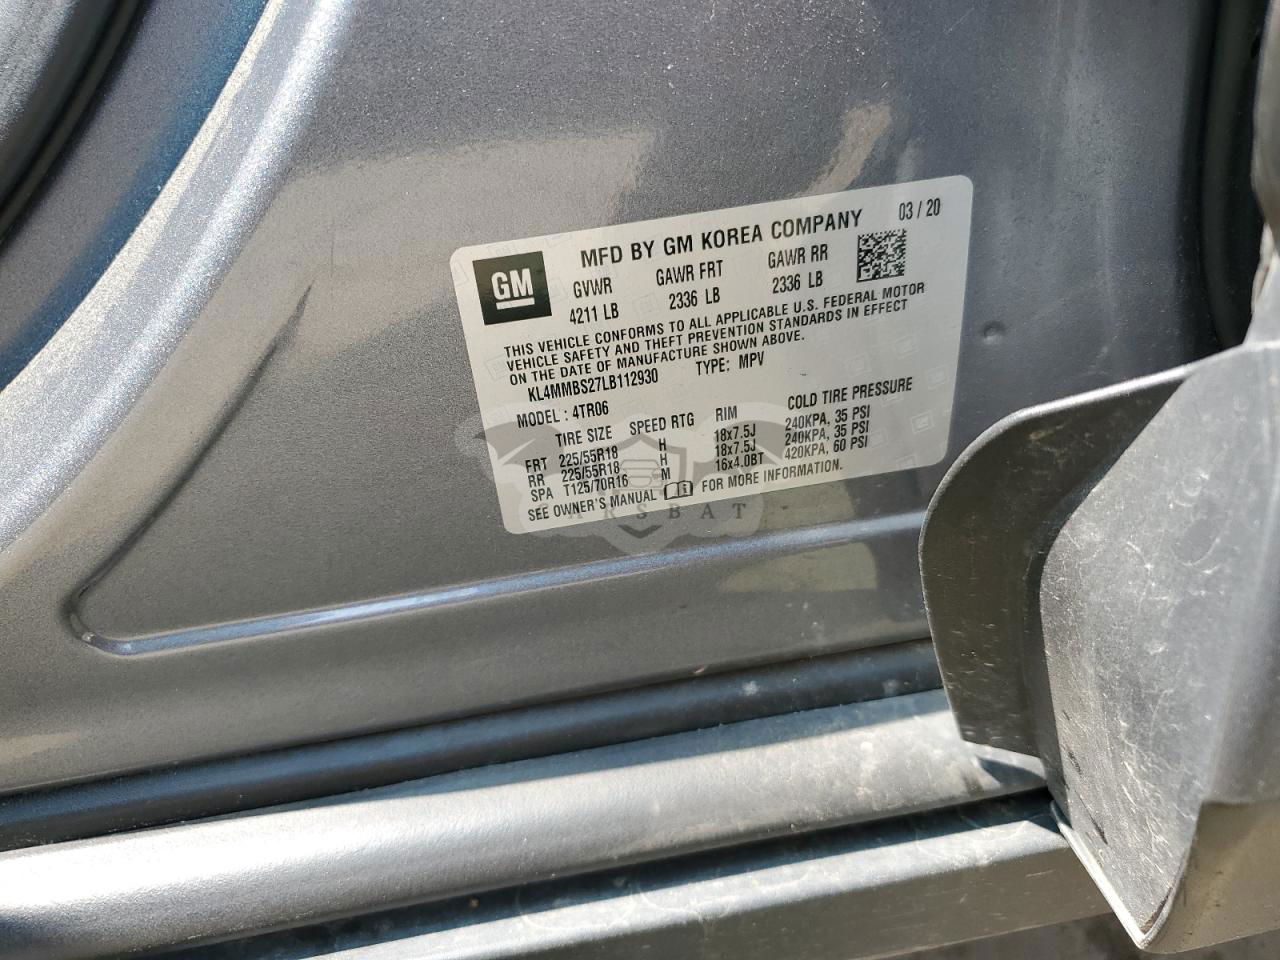 MFD BY GM KOREA COMPANY 03 / 20
GM
GVWR GAWR FRT GAWR RR
4211 LB 2336 LB 2336 LB
THIS VEHICLE CONFORMS TO ALL APPLICABLE U.S. FEDERAL MOTOR
VEHICLE SAFETY AND THEFT PREVENTION STANDARDS IN EFFECT
ON THE DATE OF MANUFACTURE SHOWN ABOVE.
KL4MMBS27LB112930 TYPE: MPV
MODEL: 4TR06
TIRE SIZE SPEED RTG RIM COLD TIRE PRESSURE
FRT 225/55R18 H 18x7.5J 240KPA, 35 PSI
RR 225/55R18 H 18x7.5J 240KPA, 35 PSI
SPA T125/70R16 M 16x4.0BT 420KPA, 60 PSI
SEE OWNER'S MANUAL FOR MORE INFORMATION.
CARSBAT